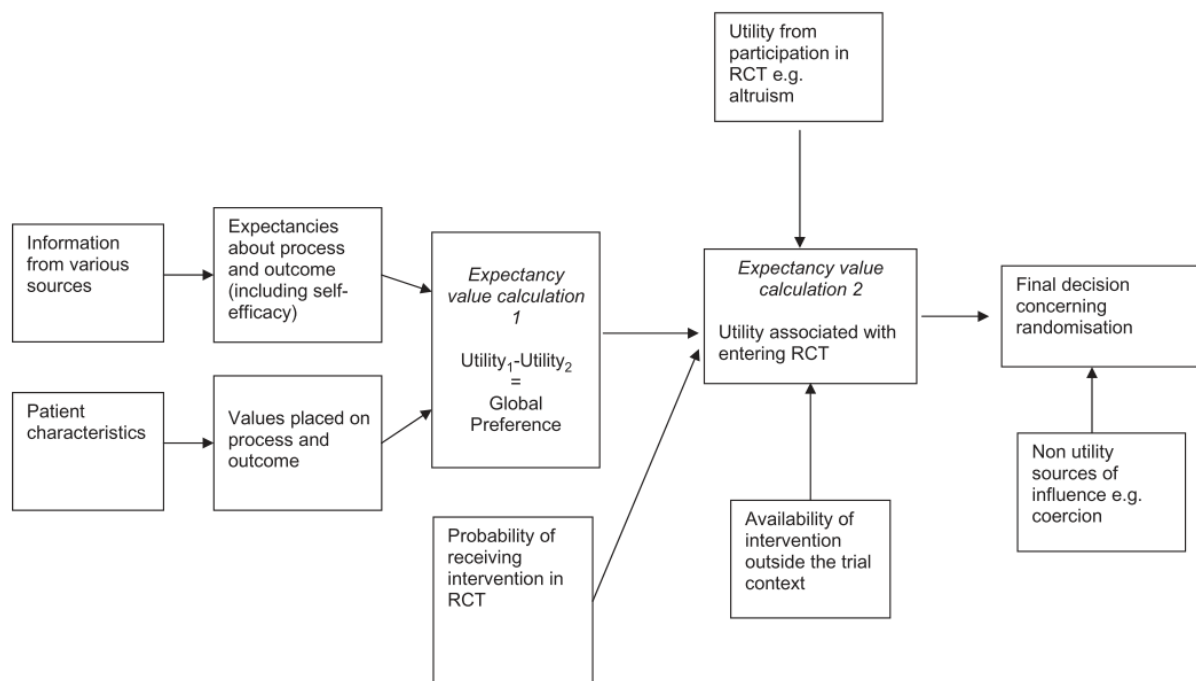 Utility from
participation in
RCT e.g.
altruism
Information
from various
sources
Expectancies
about process
and outcome
(including self-
efficacy)
Expectancy
value calculation
1
Utility₁-Utility₂
=
Global
Preference
Expectancy value
calculation 2
Utility associated with
entering RCT
Final decision
concerning
randomisation
Patient
characteristics
Values placed on
process and
outcome
Probability of
receiving
intervention in
RCT
Availability of
intervention
outside the trial
context
Non utility
sources of
influence e.g.
coercion